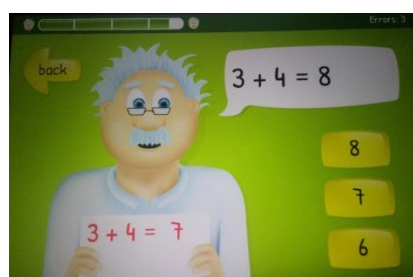 Errors: 3
back
3 + 4 = 8
8
7
3 + 4 = 7
6